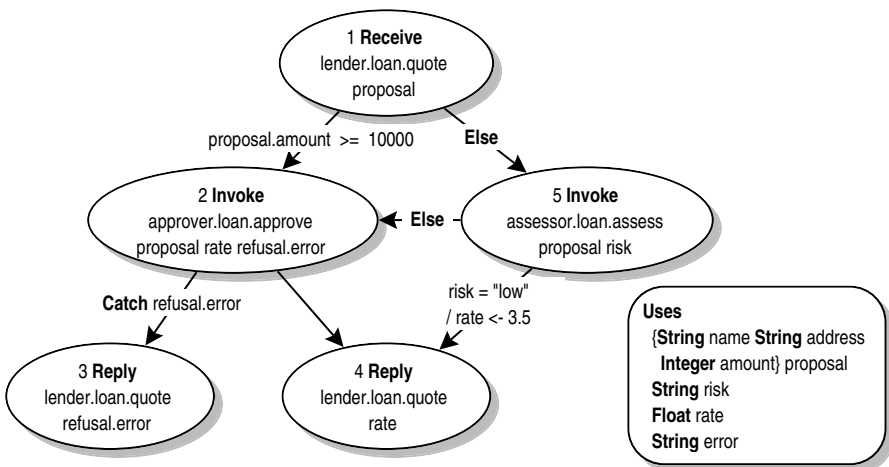 1 Receive
lender.loan.quote
proposal
proposal.amount >= 10000
Else
2 Invoke
approver.loan.approve
proposal rate refusal.error
Else
5 Invoke
assessor.loan.assess
proposal risk
Catch refusal.error
risk = "low"
/ rate <- 3.5
3 Reply
lender.loan.quote
refusal.error
4 Reply
lender.loan.quote
rate
Uses
{String name String address
Integer amount} proposal
String risk
Float rate
String error